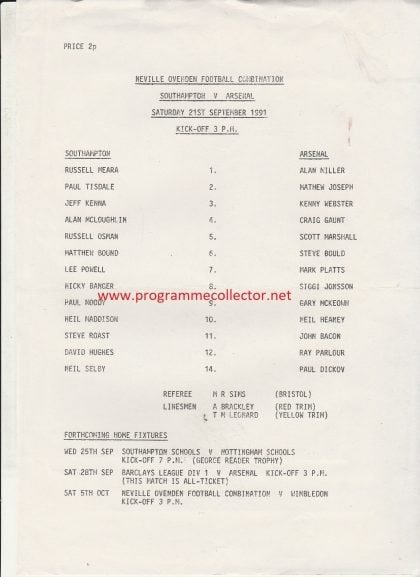 PRICE 2p
NEVILLE OVENDEN FOOTBALL COMBINATION
SOUTHAMPTON V ARSENAL
SATURDAY 21ST SEPTEMBER 1991
KICK-OFF 3 P.M.
SOUTHAMPTON ARSENAL
RUSSELL MEARA 1. ALAN MILLER
PAUL TISDALE 2. MATHEW JOSEPH
JEFF KENNA 3. KENNY WEBSTER
ALAN MCLOUGHLIN 4. CRAIG GAUNT
RUSSELL OSMAN 5. SCOTT MARSHALL
MATTHEW BOUND 6. STEVE BOULD
LEE POWELL 7. MARK PLATTS
NICKY BANGER 8. SIGGI JONSSON
www.programmecollector.net
PAUL MOODY 9. GARY MCKEOWN
NEIL MADDISON 10. NEIL HEANEY
STEVE ROAST 11. JOHN BACON
DAVID HUGHES 12. RAY PARLOUR
NEIL SELBY 14. PAUL DICKOV
REFEREE M R SIMS (BRISTOL)
LINESMEN A BRACKLEY (RED TRIM)
T M LEONARD (YELLOW TRIM)
FORTHCOMING HOME FIXTURES
WED 25TH SEP SOUTHAMPTON SCHOOLS V NOTTINGHAM SCHOOLS
KICK-OFF 7 P.M. (GEORGE READER TROPHY)
SAT 28TH SEP BARCLAYS LEAGUE DIV 1 V ARSENAL KICK-OFF 3 P.M.
(THIS MATCH IS ALL-TICKET)
SAT 5TH OCT NEVILLE OVENDEN FOOTBALL COMBINATION V WIMBLEDON
KICK-OFF 3 P.M.